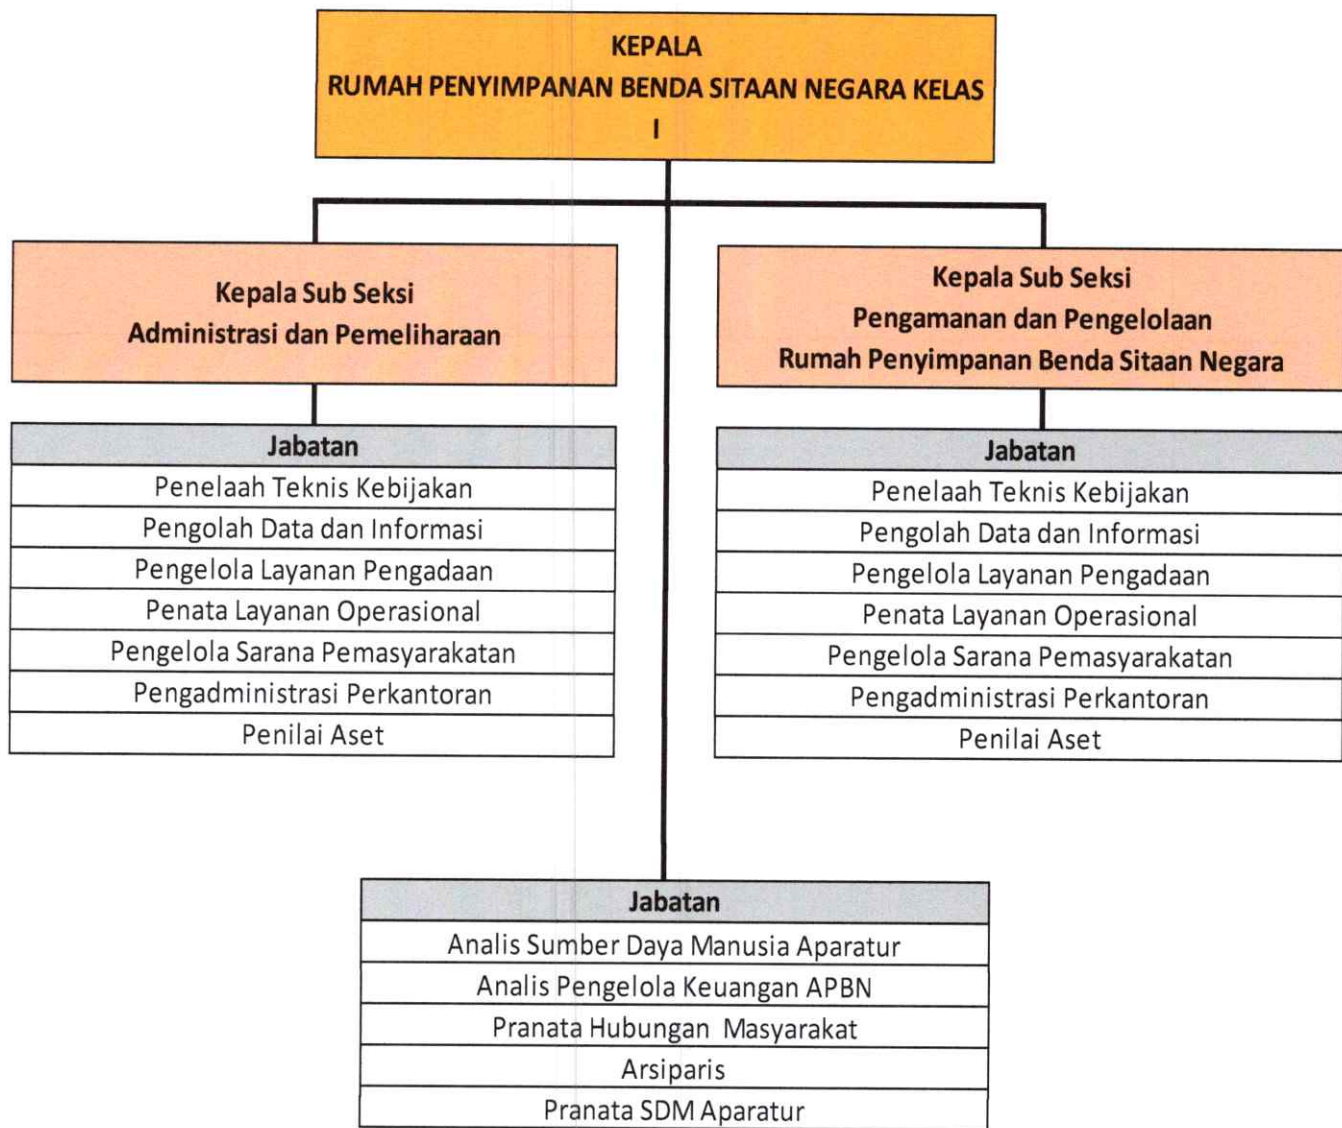 KEPALA
RUMAH PENYIMPANAN BENDA SITAAN NEGARA KELAS
I
Kepala Sub Seksi
Administrasi dan Pemeliharaan
Jabatan
Penelaah Teknis Kebijakan
Pengolah Data dan Informasi
Pengelola Layanan Pengadaan
Penata Layanan Operasional
Pengelola Sarana Pemasyarakatan
Pengadministrasi Perkantoran
Penilai Aset
Kepala Sub Seksi
Pengamanan dan Pengelolaan
Rumah Penyimpanan Benda Sitaan Negara
Jabatan
Penelaah Teknis Kebijakan
Pengolah Data dan Informasi
Pengelola Layanan Pengadaan
Penata Layanan Operasional
Pengelola Sarana Pemasyarakatan
Pengadministrasi Perkantoran
Penilai Aset
Jabatan
Analis Sumber Daya Manusia Aparatur
Analis Pengelola Keuangan APBN
Pranata Hubungan Masyarakat
Arsiparis
Pranata SDM Aparatur